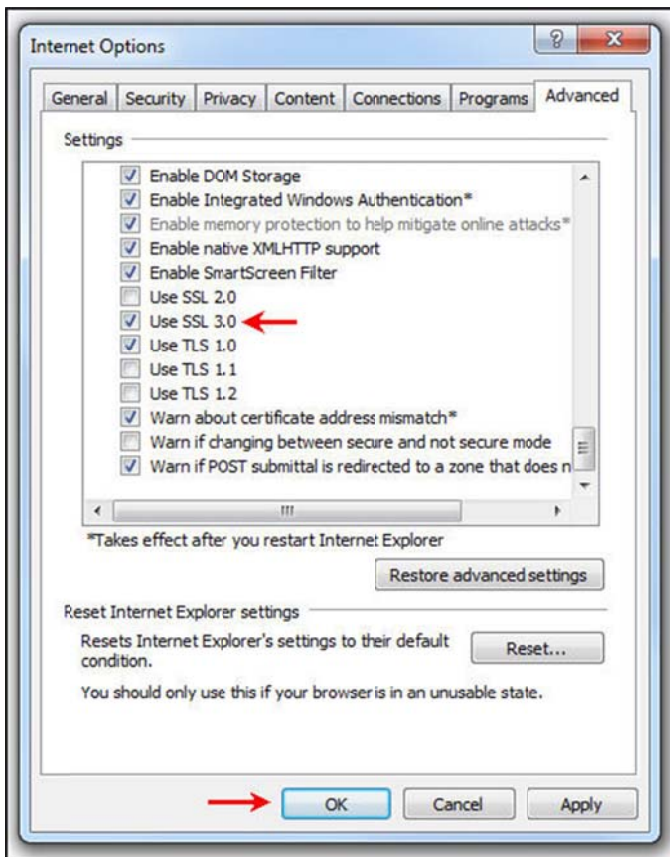 Internet Options
General Security Privacy Content Connections Programs Advanced
Settings
Enable DOM Storage
Enable Integrated Windows Authentication*
Enable memory protection to help mitigate online attacks*
Enable native XMLHTTP support
Enable SmartScreen Filter
Use SSL 2.0
Use SSL 3.0
Use TLS 1.0
Use TLS 1.1
Use TLS 1.2
Warn about certificate address mismatch*
Warn if changing between secure and not secure mode
Warn if POST submittal is redirected to a zone that does n
*Takes effect after you restart Internet Explorer
Restore advanced settings
Reset Internet Explorer settings
Resets Internet Explorer's settings to their default
condition.
Reset...
You should only use this if your browser is in an unusable state.
OK Cancel Apply